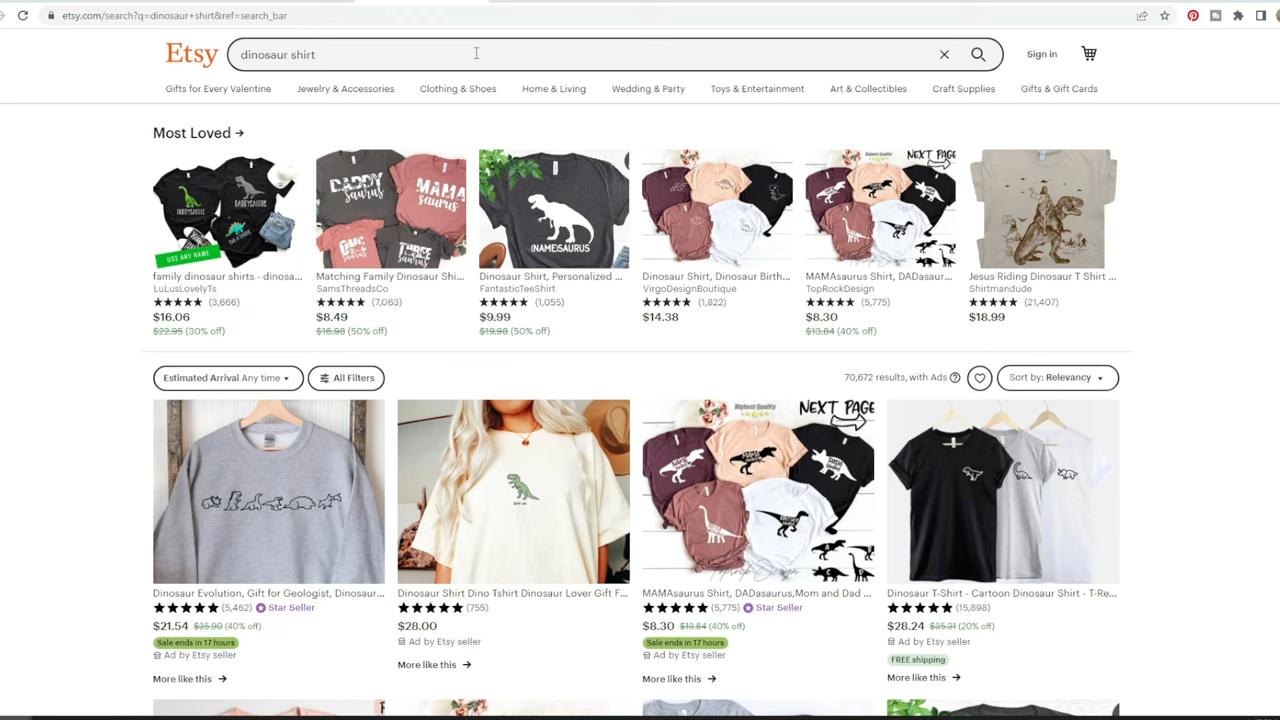 etsy.com/search?q=dinosaur+shirt&ref=search_bar
Etsy
dinosaur shirt
Sign in
Gifts for Every Valentine
Jewelry & Accessories
Clothing & Shoes
Home & Living
Wedding & Party
Toys & Entertainment
Art & Collectibles
Craft Supplies
Gifts & Gift Cards
Most Loved →
USE ANY NAME
family dinosaur shirts - dinosa...
LuLusLovelyTs
(3,666)
$16.06
$22.95 (30% off)
DADDY
saurus
MAMA
saurus
THREE
Matching Family Dinosaur Shi...
SamsThreadsCo
(7,063)
$8.49
$16.98 (50% off)
(NAME)SAURUS
Dinosaur Shirt, Personalized ...
FantasticTeeShirt
(1,055)
$9.99
$19.98 (50% off)
Dinosaur Shirt, Dinosaur Birth...
VirgoDesignBoutique
(1,822)
$14.38
NEXT PAGE
MAMAsaurus Shirt, DADasaur...
TopRockDesign
(5,775)
$8.30
$13.84 (40% off)
Jesus Riding Dinosaur T Shirt ...
Shirtmandude
(21,407)
$18.99
Estimated Arrival Any time
All Filters
70,672 results, with Ads
Sort by: Relevancy
Dinosaur Evolution, Gift for Geologist, Dinosaur...
(5,462) Star Seller
$21.54 $35.90 (40% off)
Sale ends in 17 hours
Ad by Etsy seller
More like this →
Dinosaur Shirt Dino Tshirt Dinosaur Lover Gift F...
(755)
$28.00
Ad by Etsy seller
More like this →
Highest Quality
NEXT PAGE
MAMAsaurus Shirt, DADasaurus,Mom and Dad ...
(5,775) Star Seller
$8.30 $13.84 (40% off)
Sale ends in 17 hours
Ad by Etsy seller
More like this →
Dinosaur T-Shirt - Cartoon Dinosaur Shirt - T-Re...
(15,898)
$28.24 $35.31 (20% off)
Ad by Etsy seller
FREE shipping
More like this →